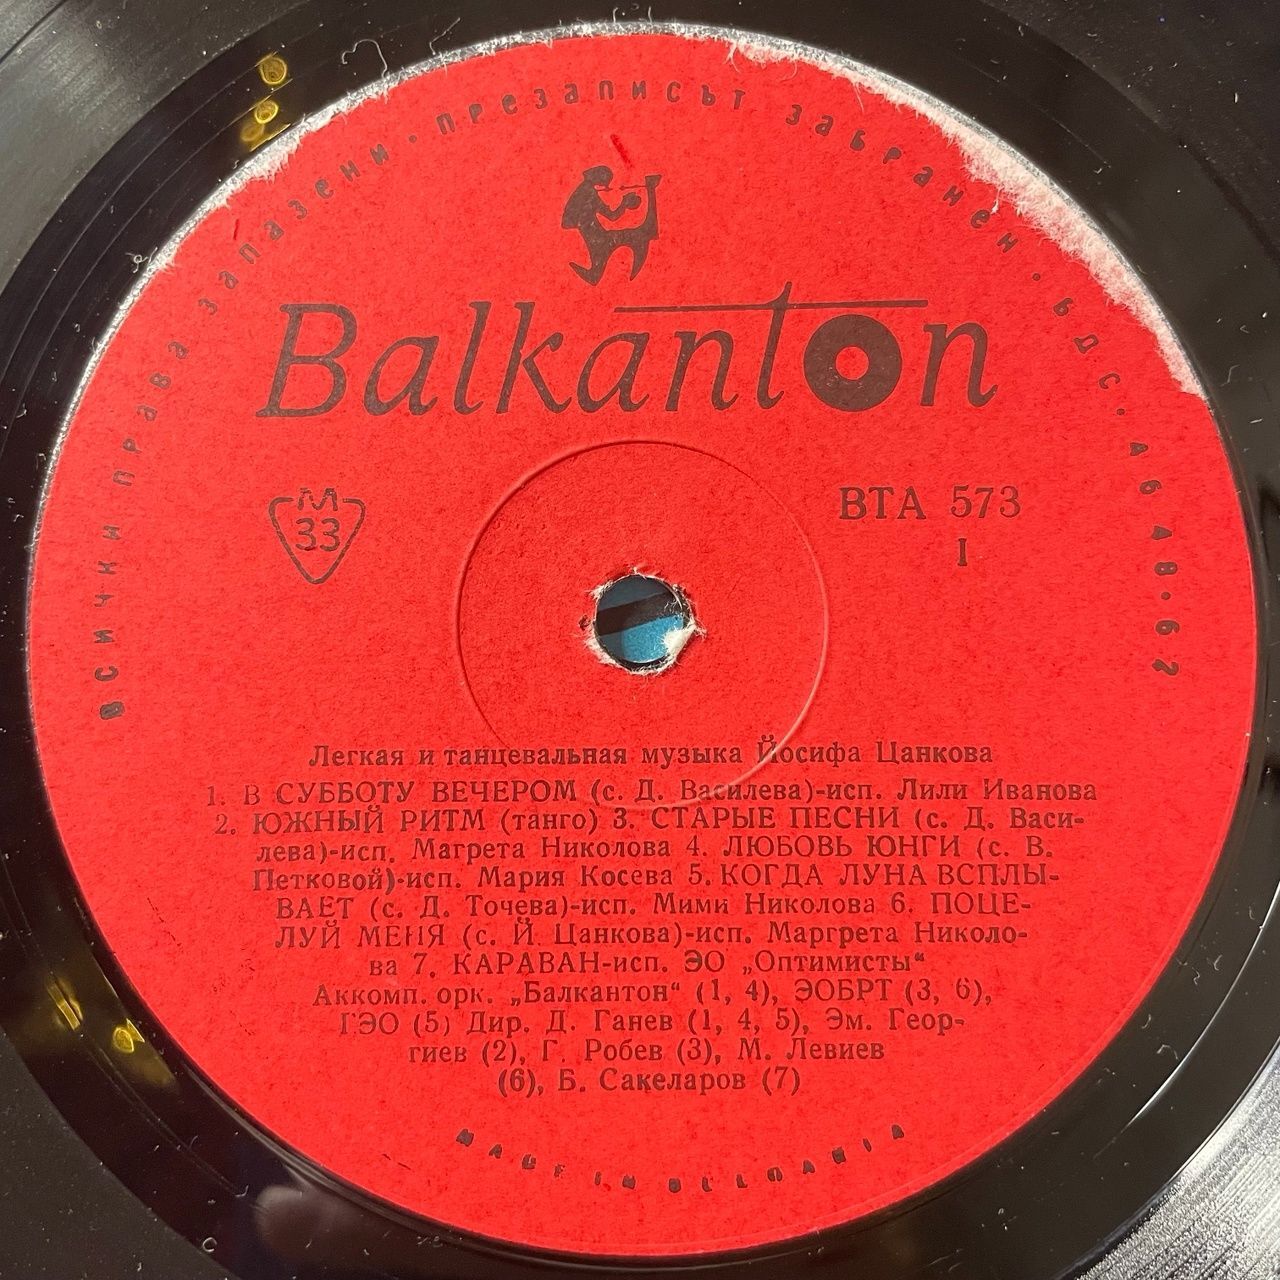 всички права запазени · презаписът забранен · бдс · 4648·62
Balkanton
М
33
ВТА 573
I
Легкая и танцевальная музыка Йосифа Цанкова
1. В СУББОТУ ВЕЧЕРОМ (с. Д. Василева)-исп. Лили Иванова
2. ЮЖНЫЙ РИТМ (танго) 3. СТАРЫЕ ПЕСНИ (с. Д. Васи-
лева)-исп. Магрета Николова 4. ЛЮБОВЬ ЮНГИ (с. В.
Петковой)-исп. Мария Косева 5. КОГДА ЛУНА ВСПЛЫ-
ВАЕТ (с. Д. Точева)-исп. Мими Николова 6. ПОЦЕ-
ЛУЙ МЕНЯ (с. Й. Цанкова)-исп. Маргрета Николо-
ва 7. КАРАВАН-исп. ЭО „Оптимисты“
Аккомп. орк. „Балкантон“ (1, 4), ЭОБРТ (3, 6),
ГЭО (5) Дир. Д. Ганев (1, 4, 5), Эм. Геор-
гиев (2), Г. Робев (3), М. Левиев
(6), Б. Сакеларов (7)
MADE IN BULGARIA